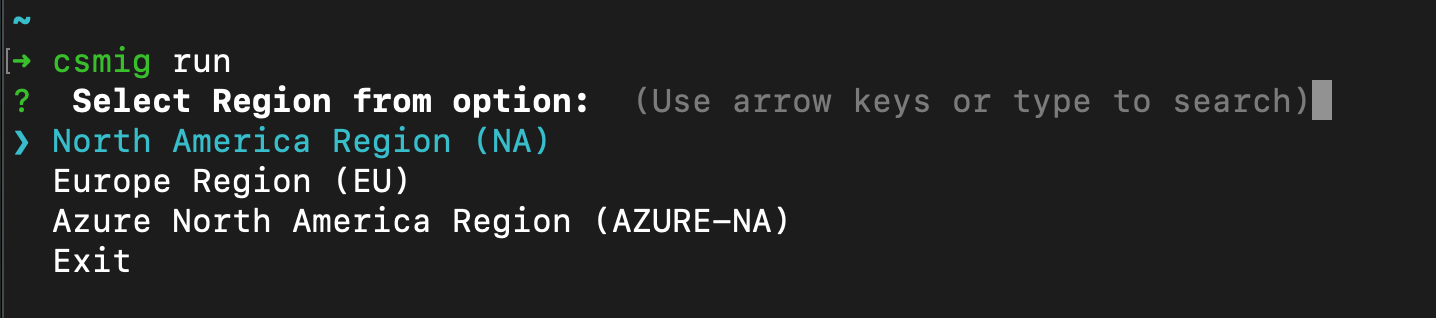 ~
➜ csmig run
? Select Region from option: (Use arrow keys or type to search)
❯ North America Region (NA)
Europe Region (EU)
Azure North America Region (AZURE-NA)
Exit